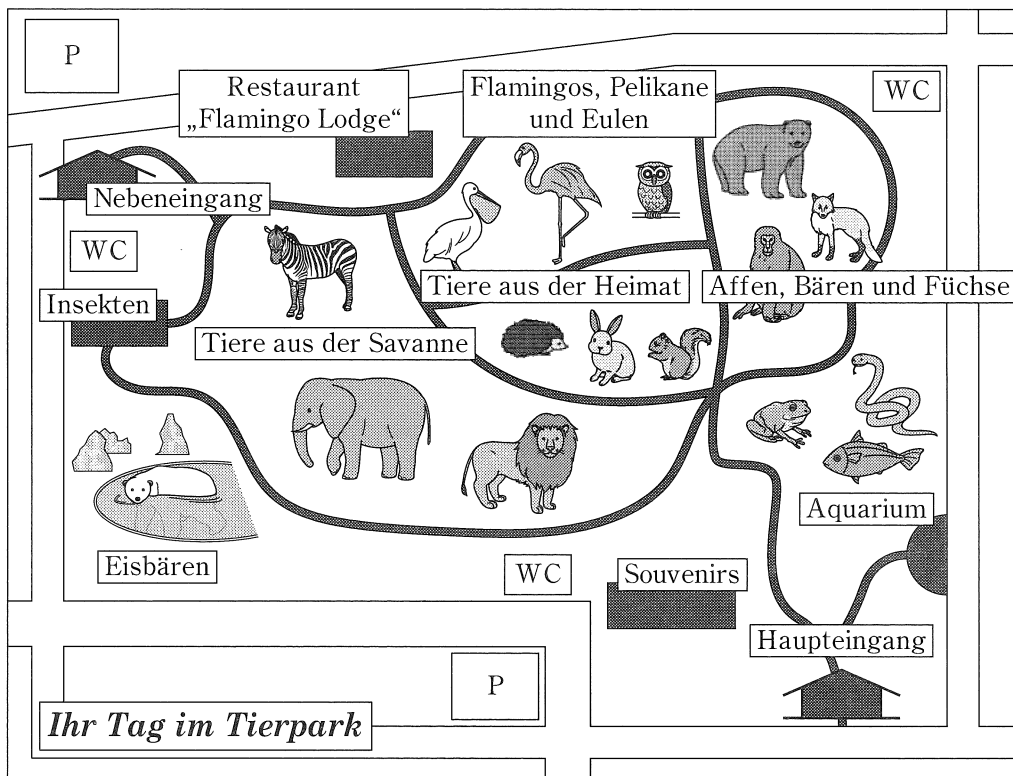 P
Restaurant
„Flamingo Lodge“
Flamingos, Pelikane
und Eulen
WC
Nebeneingang
WC
Insekten
Tiere aus der Heimat
Affen, Bären und Füchse
Tiere aus der Savanne
Aquarium
Eisbären
WC
Souvenirs
Haupteingang
P
Ihr Tag im Tierpark